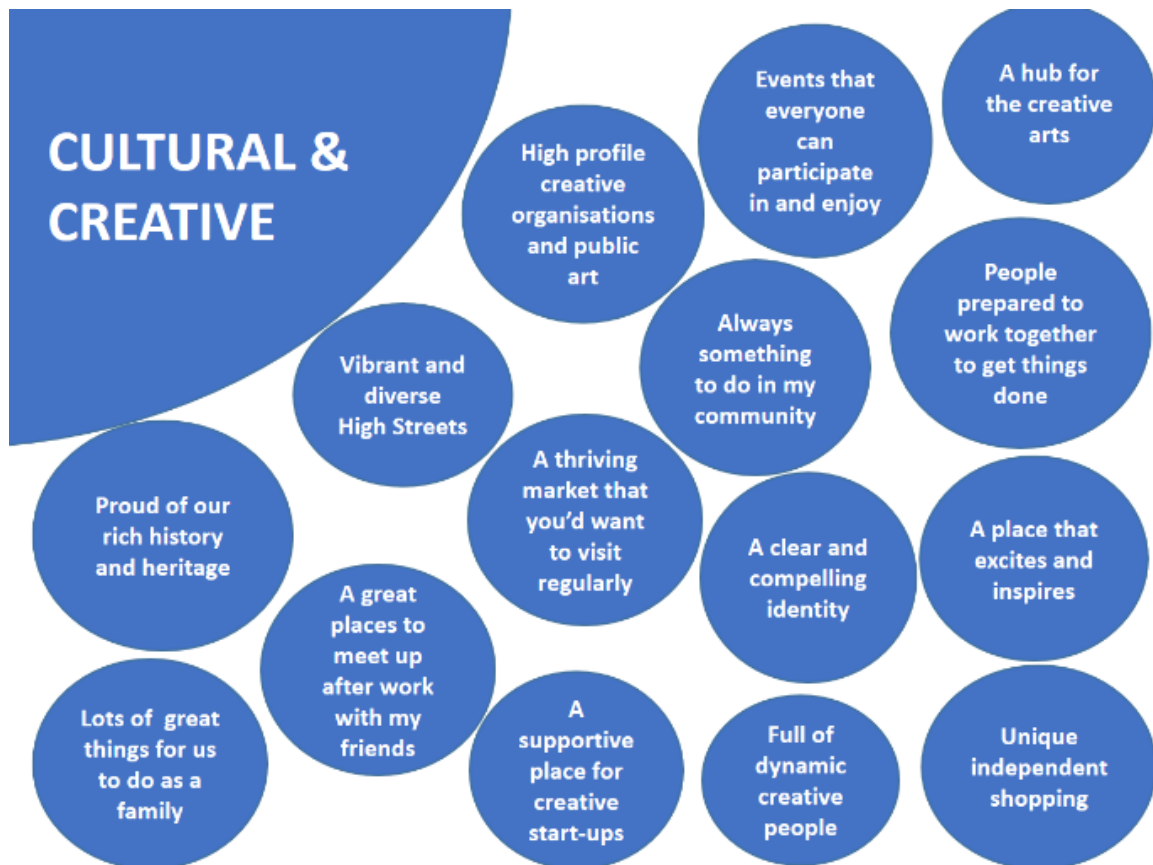 CULTURAL &
CREATIVE
High profile
creative
organisations
and public
art
Events that
everyone
can
participate
in and enjoy
A hub for
the creative
arts
Vibrant and
diverse
High Streets
Always
something
to do in my
community
People
prepared to
work together
to get things
done
Proud of our
rich history
and heritage
A thriving
market that
you’d want
to visit
regularly
A clear and
compelling
identity
A place that
excites and
inspires
A great
places to
meet up
after work
with my
friends
Lots of  great
things for us
to do as a
family
A
supportive
place for
creative
start-ups
Full of
dynamic
creative
people
Unique
independent
shopping